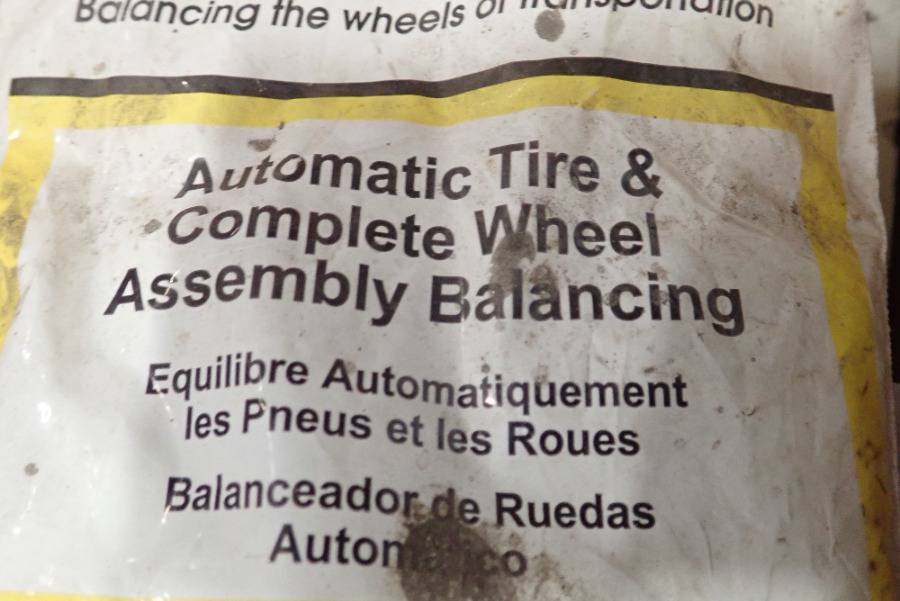 Balancing the wheels of Transportation
Automatic Tire &
Complete Wheel
Assembly Balancing
Equilibre Automatiquement
les Pneus et les Roues
Balanceador de Ruedas